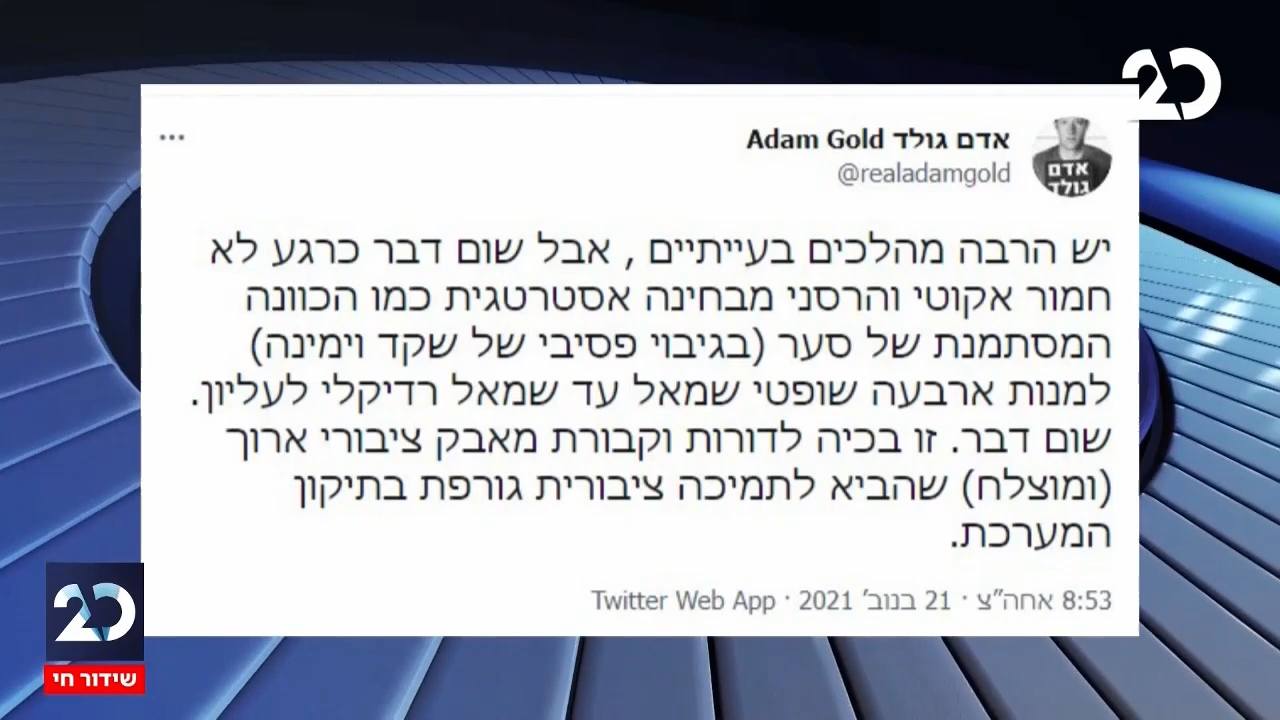 20
אדם גולד Adam Gold
@realadamgold
אדם
גולד
יש הרבה מהלכים בעייתיים , אבל שום דבר כרגע לא
חמור אקוטי והרסני מבחינה אסטרטגית כמו הכוונה
המסתמנת של סער (בגיבוי פסיבי של שקד וימינה)
למנות ארבעה שופטי שמאל עד שמאל רדיקלי לעליון.
שום דבר. זו בכיה לדורות וקבורת מאבק ציבורי ארוך
(ומוצלח) שהביא לתמיכה ציבורית גורפת בתיקון
המערכת.
8:53 אחה”צ · 21 בנוב’ 2021 · Twitter Web App
20
שידור חי